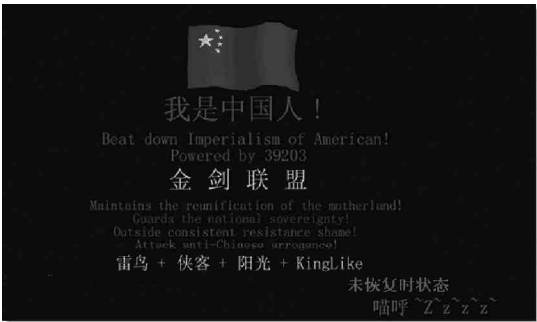 我是中国人！
Beat down Imperialism of American!
Powered by 39203
金 剑 联 盟
Maintains the reunification of the motherland!
Guards the national sovereignty!
Outside consistent resistance shame!
Attack anti-Chinese arrogance!
雷鸟 + 侠客 + 阳光 + KingLike
未恢复时状态
喵呼 ~Z~z~z~z~